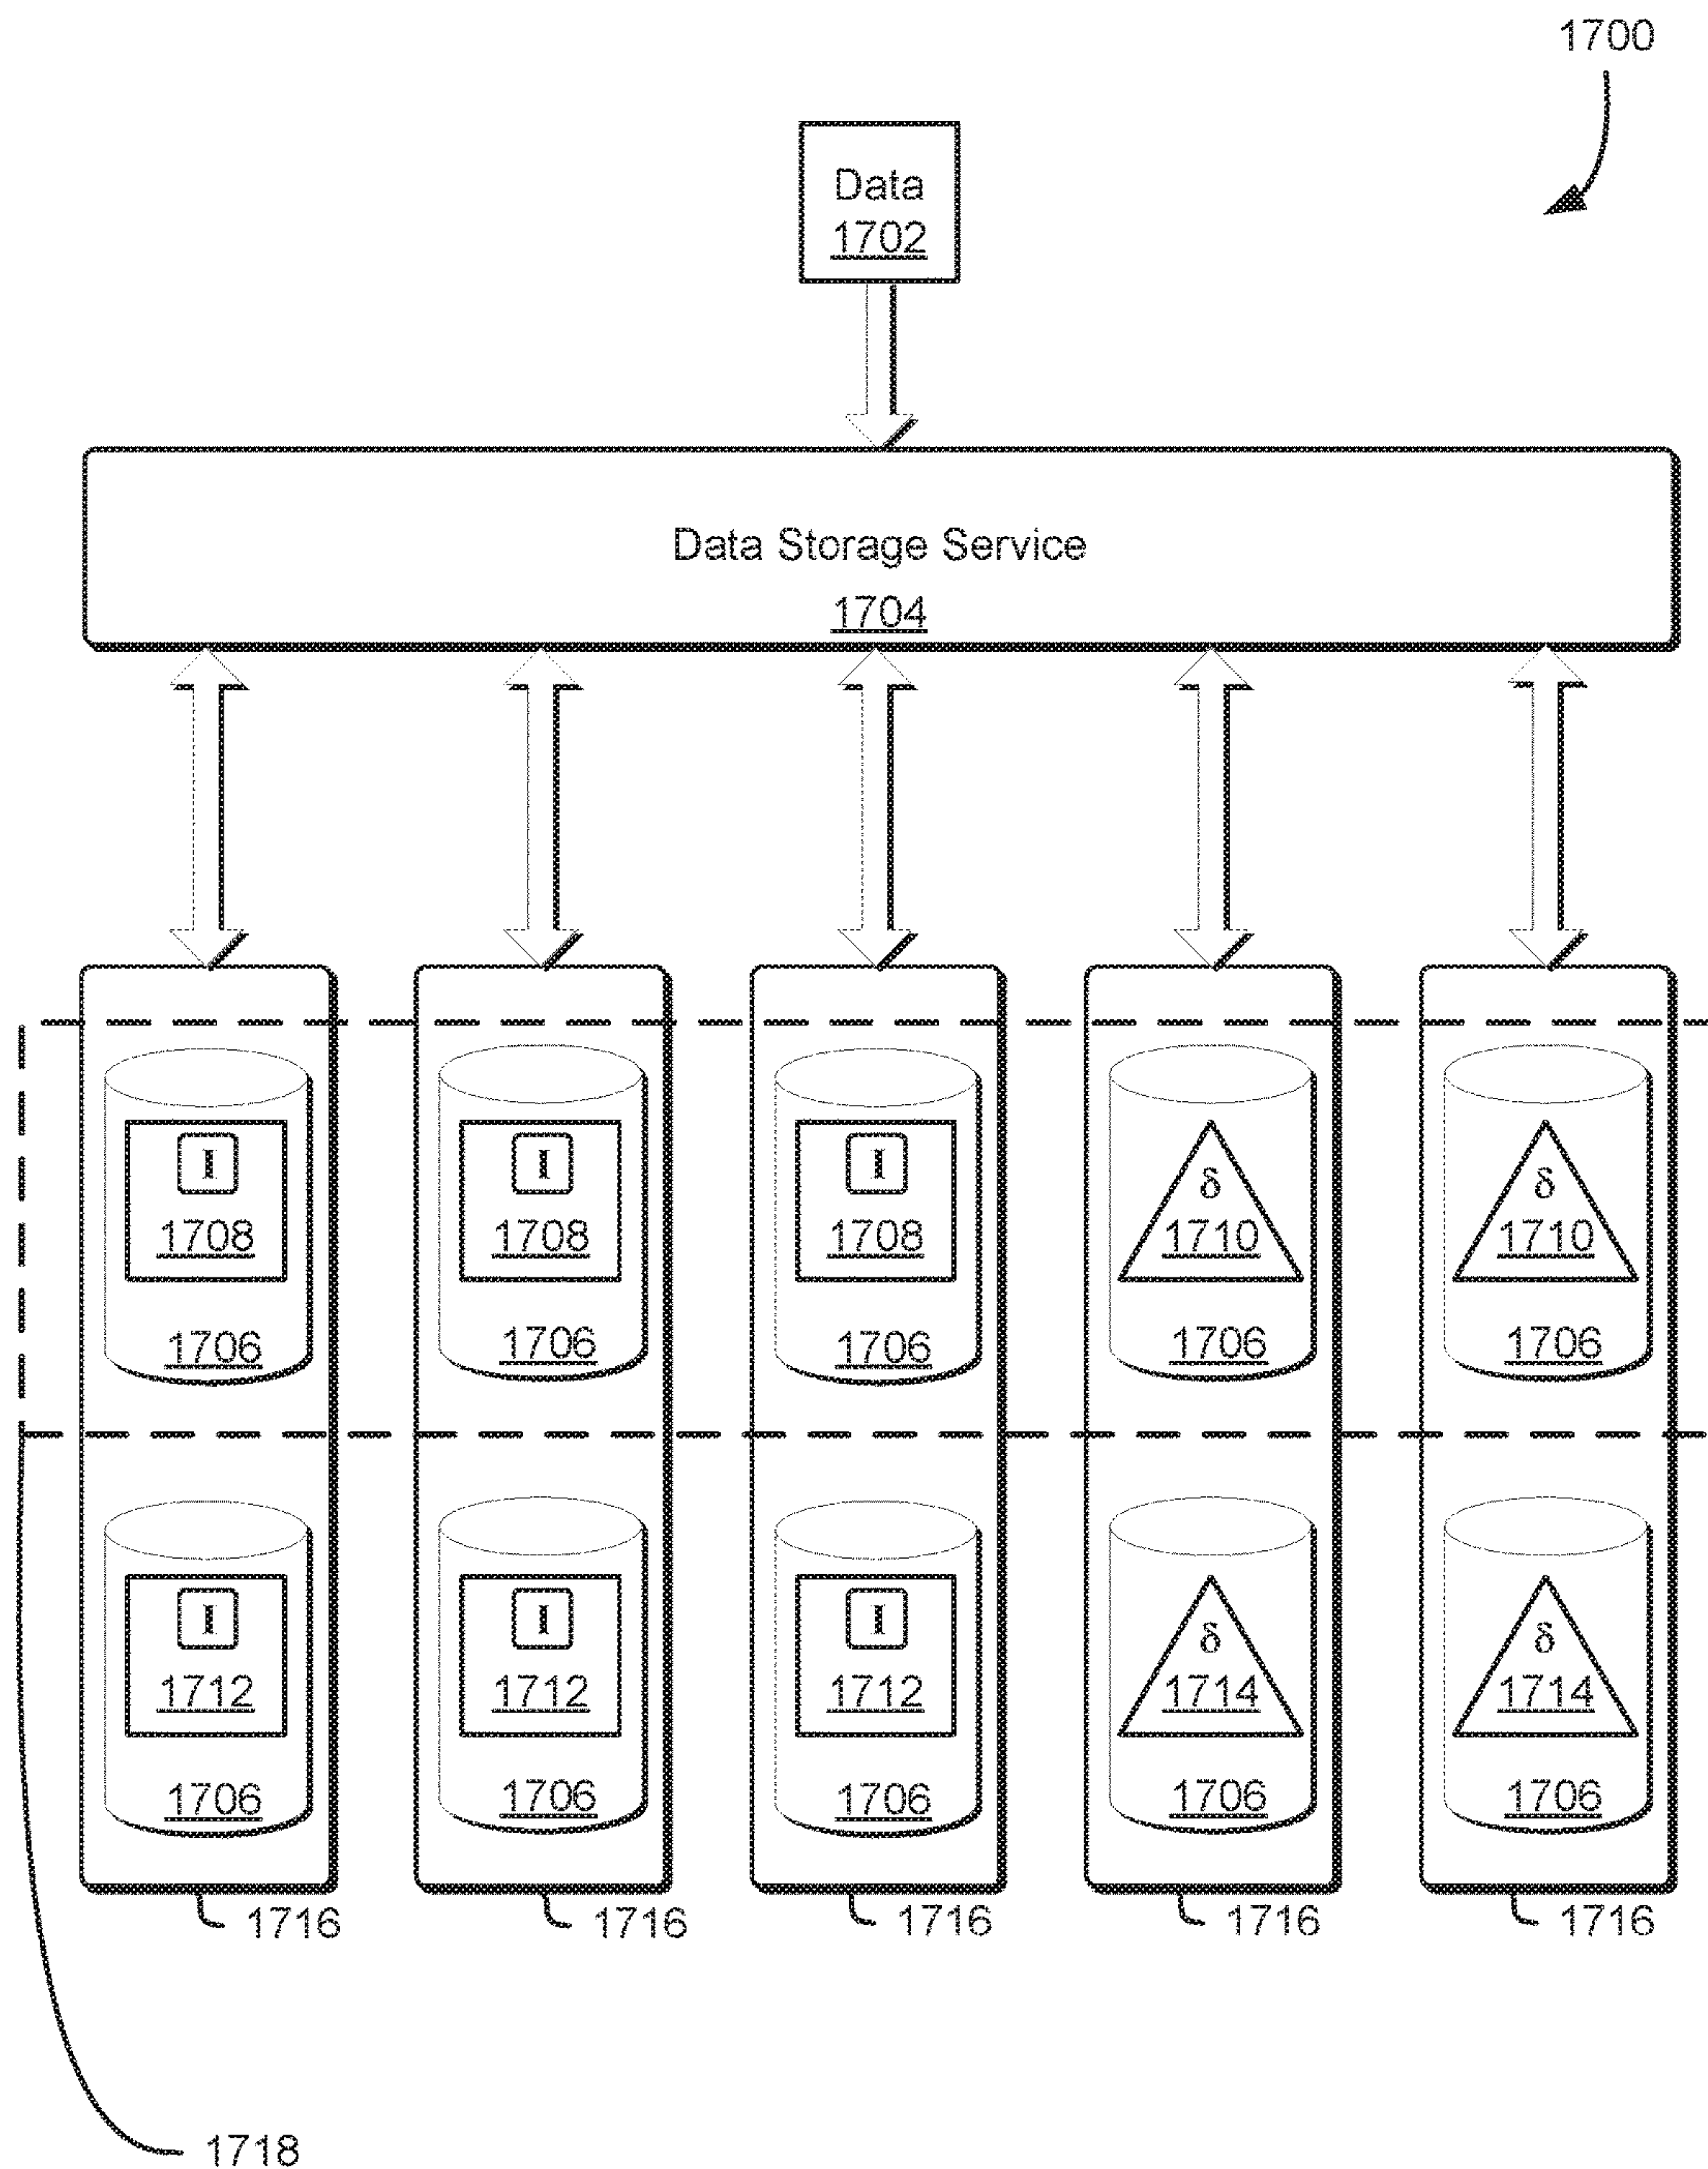 1700
Data
1702
Data Storage Service
1704
I I I δ δ
1708 1708 1708 1710 1710
1706 1706 1706 1706 1706
I I I δ δ
1712 1712 1712 1714 1714
1706 1706 1706 1706 1706
1716 1716 1716 1716 1716
1718